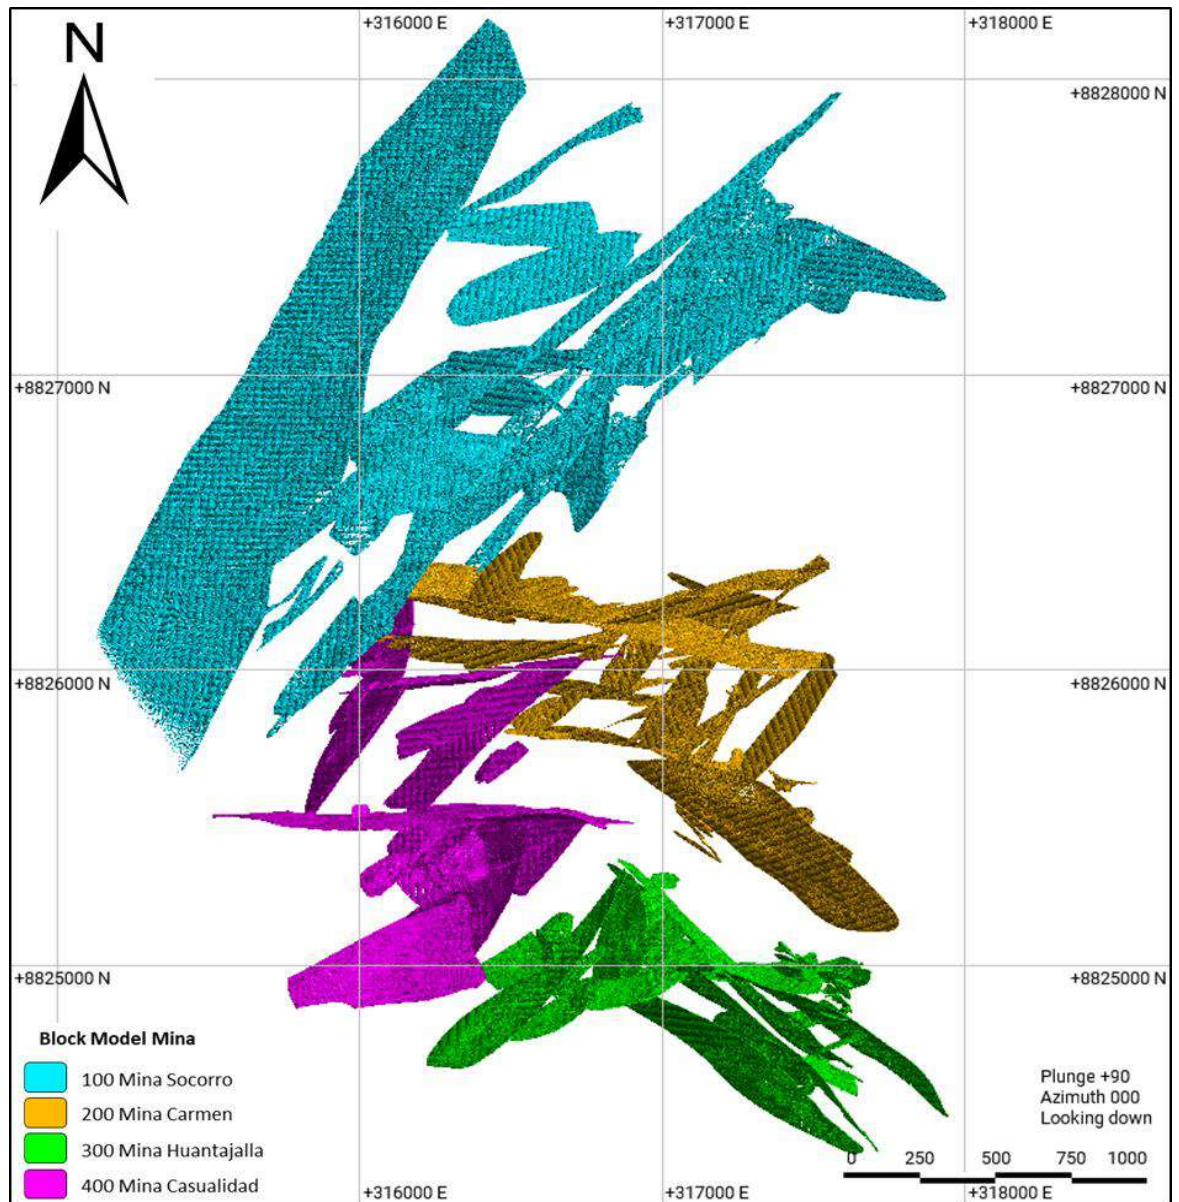 N
+316000 E
+317000 E
+318000 E
+8828000 N
+8827000 N
+8827000 N
+8826000 N
+8826000 N
+8825000 N
+8825000 N
Block Model Mina
100 Mina Socorro
200 Mina Carmen
300 Mina Huantajalla
400 Mina Casualidad
Plunge +90
Azimuth 000
Looking down
0 250 500 750 1000
+316000 E
+317000 E
+318000 E